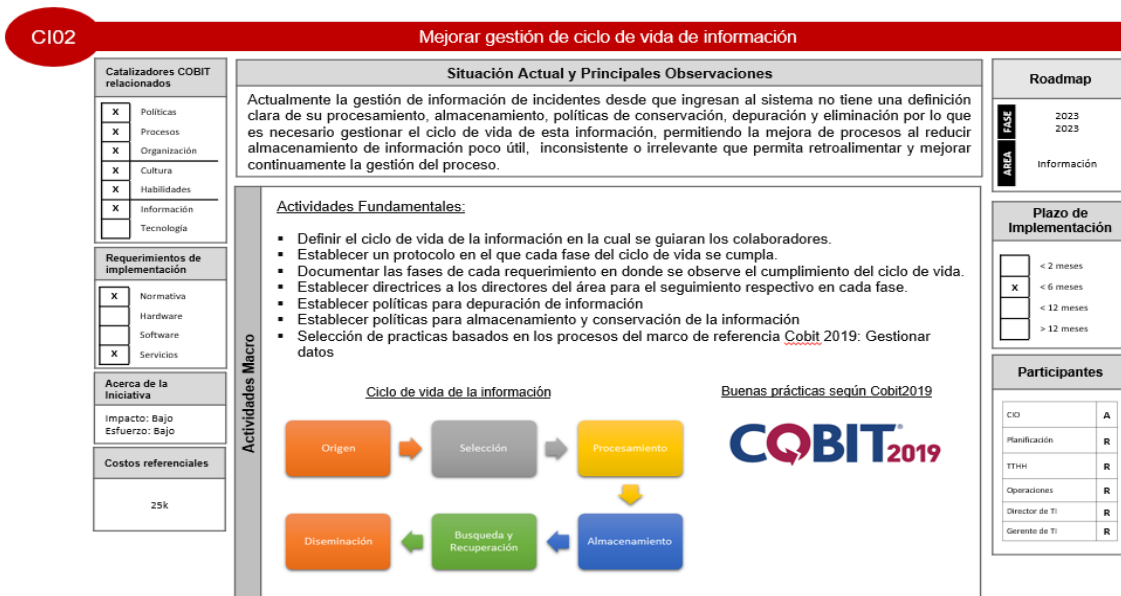 CI02
Mejorar gestión de ciclo de vida de información
Catalizadores COBIT
relacionados
X Políticas
X Procesos
X Organización
X Cultura
X Habilidades
X Información
Tecnología
Requerimientos de
implementación
X Normativa
Hardware
Software
X Servicios
Acerca de la
Iniciativa
Impacto: Bajo
Esfuerzo: Bajo
Costos referenciales
25k
Situación Actual y Principales Observaciones
Actualmente la gestión de información de incidentes desde que ingresan al sistema no tiene una definición
clara de su procesamiento, almacenamiento, políticas de conservación, depuración y eliminación por lo que
es necesario gestionar el ciclo de vida de esta información, permitiendo la mejora de procesos al reducir
almacenamiento de información poco útil, inconsistente o irrelevante que permita retroalimentar y mejorar
continuamente la gestión del proceso.
Actividades Macro
Actividades Fundamentales:
▪ Definir el ciclo de vida de la información en la cual se guiaran los colaboradores.
▪ Establecer un protocolo en el que cada fase del ciclo de vida se cumpla.
▪ Documentar las fases de cada requerimiento en donde se observe el cumplimiento del ciclo de vida.
▪ Establecer directrices a los directores del área para el seguimiento respectivo en cada fase.
▪ Establecer políticas para depuración de información
▪ Establecer políticas para almacenamiento y conservación de la información
▪ Selección de practicas basados en los procesos del marco de referencia Cobit 2019: Gestionar
datos
Ciclo de vida de la información
Origen
Selección
Procesamiento
Diseminación
Busqueda y
Recuperación
Almacenamiento
Buenas prácticas según Cobit2019
COBIT® 2019
Roadmap
FASE
2023
2023
AREA
Información
Plazo de
Implementación
< 2 meses
X < 6 meses
< 12 meses
> 12 meses
Participantes
CIO A
Planificación R
TTHH R
Operaciones R
Director de TI R
Gerente de TI R